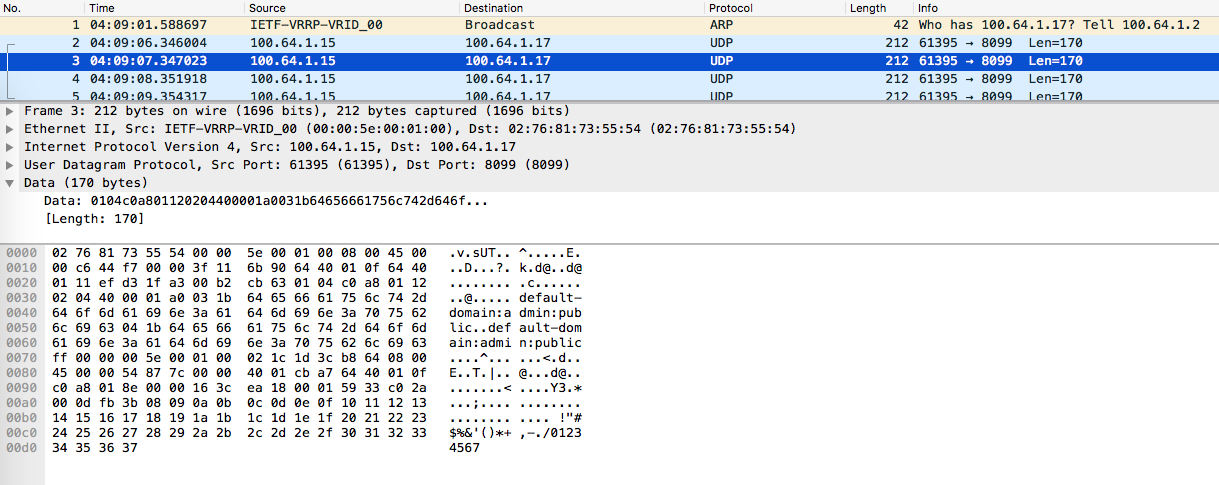 No. Time Source Destination Protocol Length Info
1 04:09:01.588697 IETF-VRRP-VRID_00 Broadcast ARP 42 Who has 100.64.1.17? Tell 100.64.1.2
2 04:09:06.346004 100.64.1.15 100.64.1.17 UDP 212 61395 → 8099 Len=170
3 04:09:07.347023 100.64.1.15 100.64.1.17 UDP 212 61395 → 8099 Len=170
4 04:09:08.351918 100.64.1.15 100.64.1.17 UDP 212 61395 → 8099 Len=170
5 04:09:09.354317 100.64.1.15 100.64.1.17 UDP 212 61395 → 8099 Len=170
Frame 3: 212 bytes on wire (1696 bits), 212 bytes captured (1696 bits)
Ethernet II, Src: IETF-VRRP-VRID_00 (00:00:5e:00:01:00), Dst: 02:76:81:73:55:54 (02:76:81:73:55:54)
Internet Protocol Version 4, Src: 100.64.1.15, Dst: 100.64.1.17
User Datagram Protocol, Src Port: 61395 (61395), Dst Port: 8099 (8099)
Data (170 bytes)
Data: 0104c0a801120204400001a0031b64656661756c742d646f...
[Length: 170]
0000 02 76 81 73 55 54 00 00 5e 00 01 00 08 00 45 00 .v.sUT.. ^.....E.
0010 00 c6 44 f7 00 00 3f 11 6b 90 64 40 01 0f 64 40 ..D...?. k.d@..d@
0020 01 11 ef d3 1f a3 00 b2 cb 63 01 04 c0 a8 01 12 ........ .c......
0030 02 04 40 00 01 a0 03 1b 64 65 66 61 75 6c 74 2d ..@..... default-
0040 64 6f 6d 61 69 6e 3a 61 64 6d 69 6e 3a 70 75 62 domain:a dmin:pub
0050 6c 69 63 04 1b 64 65 66 61 75 6c 74 2d 64 6f 6d lic..def ault-dom
0060 61 69 6e 3a 61 64 6d 69 6e 3a 70 75 62 6c 69 63 ain:admi n:public
0070 ff 00 00 00 5e 00 01 00 02 1c 1d 3c b8 64 08 00 ....^... ...<.d..
0080 45 00 00 54 87 7c 00 00 40 01 cb a7 64 40 01 0f E..T.|.. @...d@..
0090 c0 a8 01 8e 00 00 16 3c ea 18 00 01 59 33 c0 2a .......< ....Y3.*
00a0 00 0d fb 3b 08 09 0a 0b 0c 0d 0e 0f 10 11 12 13 ...;.... ........
00b0 14 15 16 17 18 19 1a 1b 1c 1d 1e 1f 20 21 22 23 ........ .... !"#
00c0 24 25 26 27 28 29 2a 2b 2c 2d 2e 2f 30 31 32 33 $%&'()*+ ,-./0123
00d0 34 35 36 37 4567